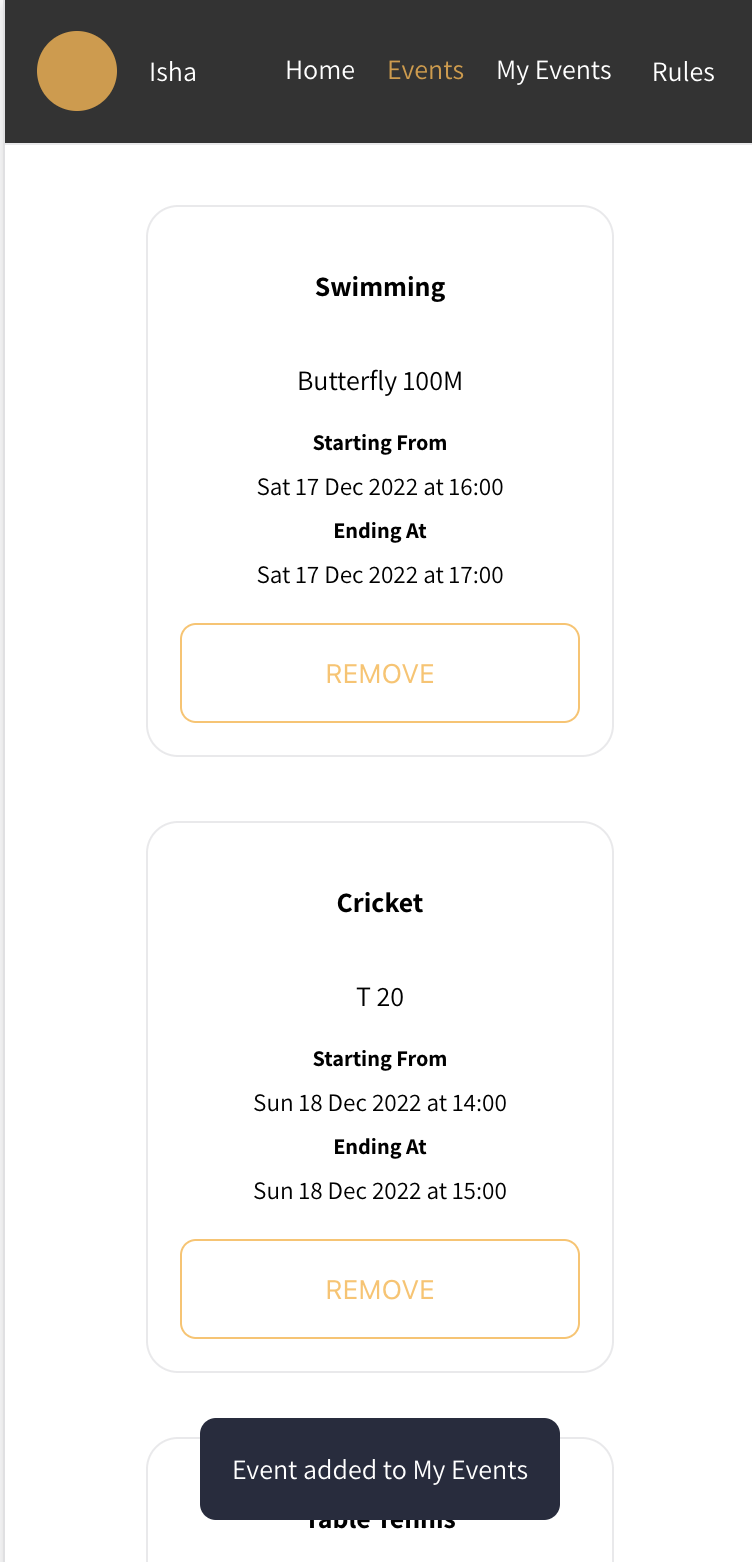 Isha Home Events My Events Rules
Swimming
Butterfly 100M
Starting From
Sat 17 Dec 2022 at 16:00
Ending At
Sat 17 Dec 2022 at 17:00
REMOVE
Cricket
T 20
Starting From
Sun 18 Dec 2022 at 14:00
Ending At
Sun 18 Dec 2022 at 15:00
REMOVE
Event added to My Events
Table Tennis